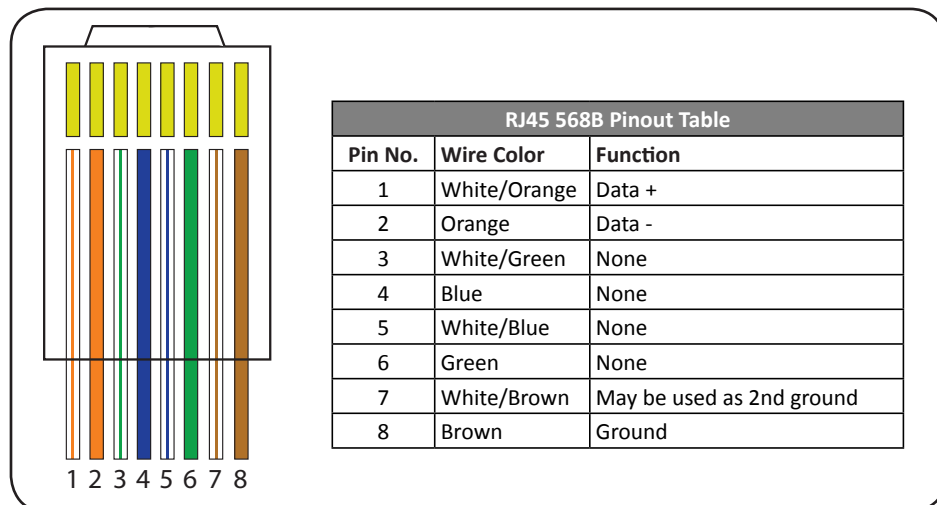 1 2 3 4 5 6 7 8
RJ45 568B Pinout Table
Pin No. Wire Color Function
1 White/Orange Data +
2 Orange Data -
3 White/Green None
4 Blue None
5 White/Blue None
6 Green None
7 White/Brown May be used as 2nd ground
8 Brown Ground